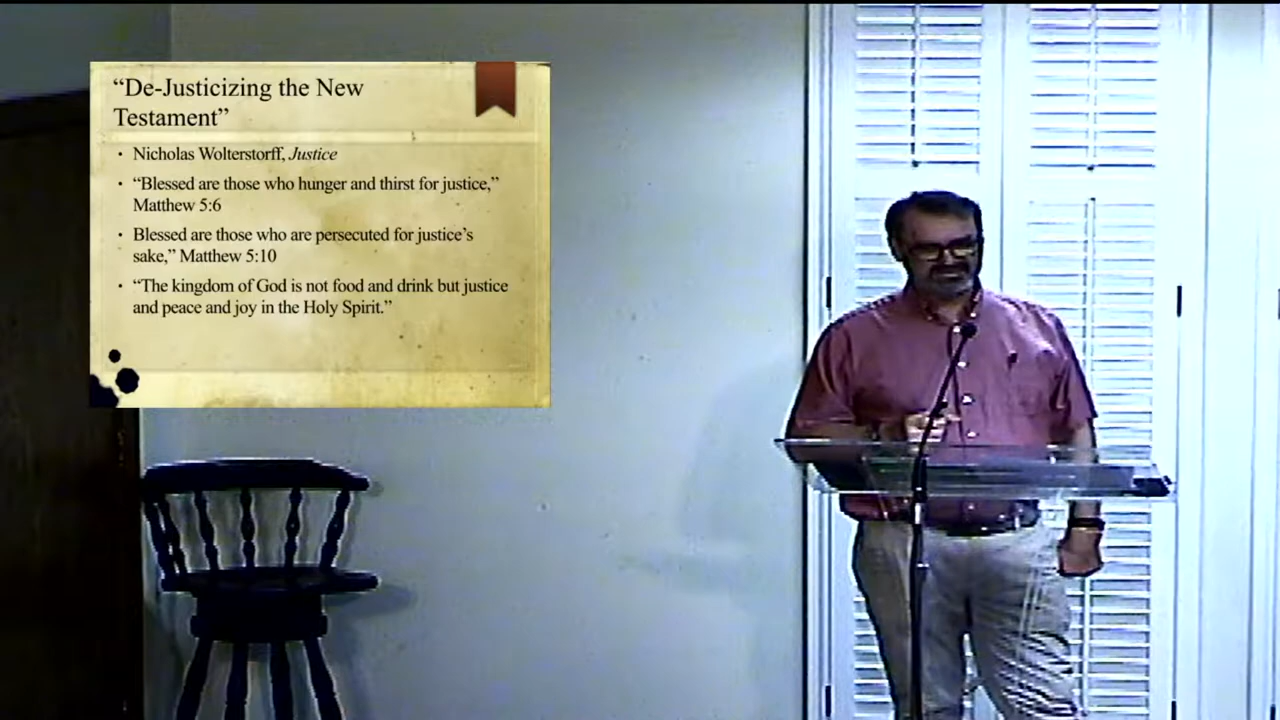 “De-Justicizing the New
Testament”
• Nicholas Wolterstorff, Justice
• “Blessed are those who hunger and thirst for justice,”
Matthew 5:6
• Blessed are those who are persecuted for justice’s
sake,” Matthew 5:10
• “The kingdom of God is not food and drink but justice
and peace and joy in the Holy Spirit.”